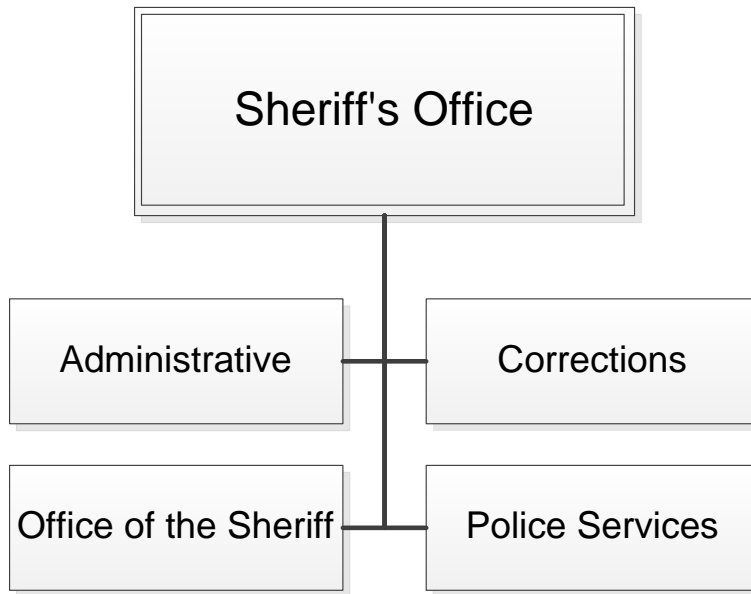 Sheriff's Office
Administrative
Corrections
Office of the Sheriff
Police Services